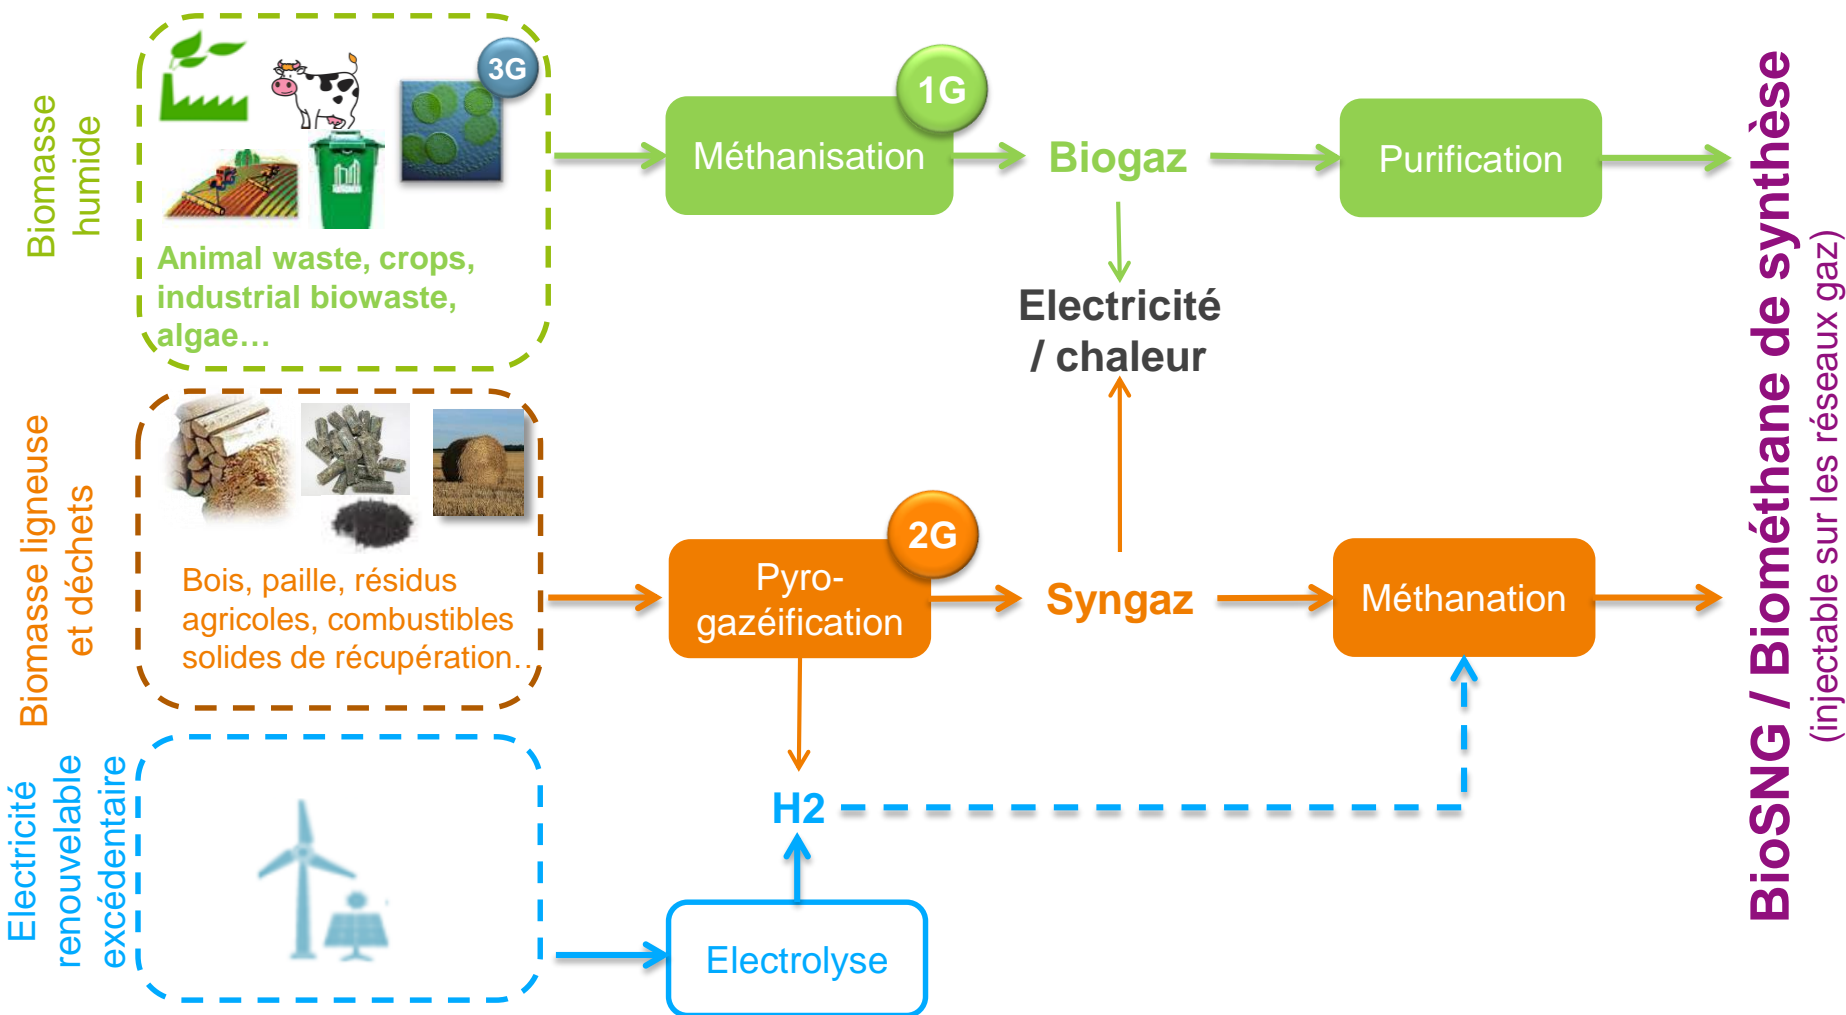 Biomasse
humide
3G
Animal waste, crops,
industrial biowaste,
algae…
1G
Méthanisation
Biogaz
Purification
Electricité
/ chaleur
Biomasse ligneuse
et déchets
Bois, paille, résidus
agricoles, combustibles
solides de récupération…
2G
Pyro-
gazéification
Syngaz
Méthanation
Electricité
renouvelable
excédentaire
H2
Electrolyse
BioSNG / Biométhane de synthèse
(injectable sur les réseaux gaz)